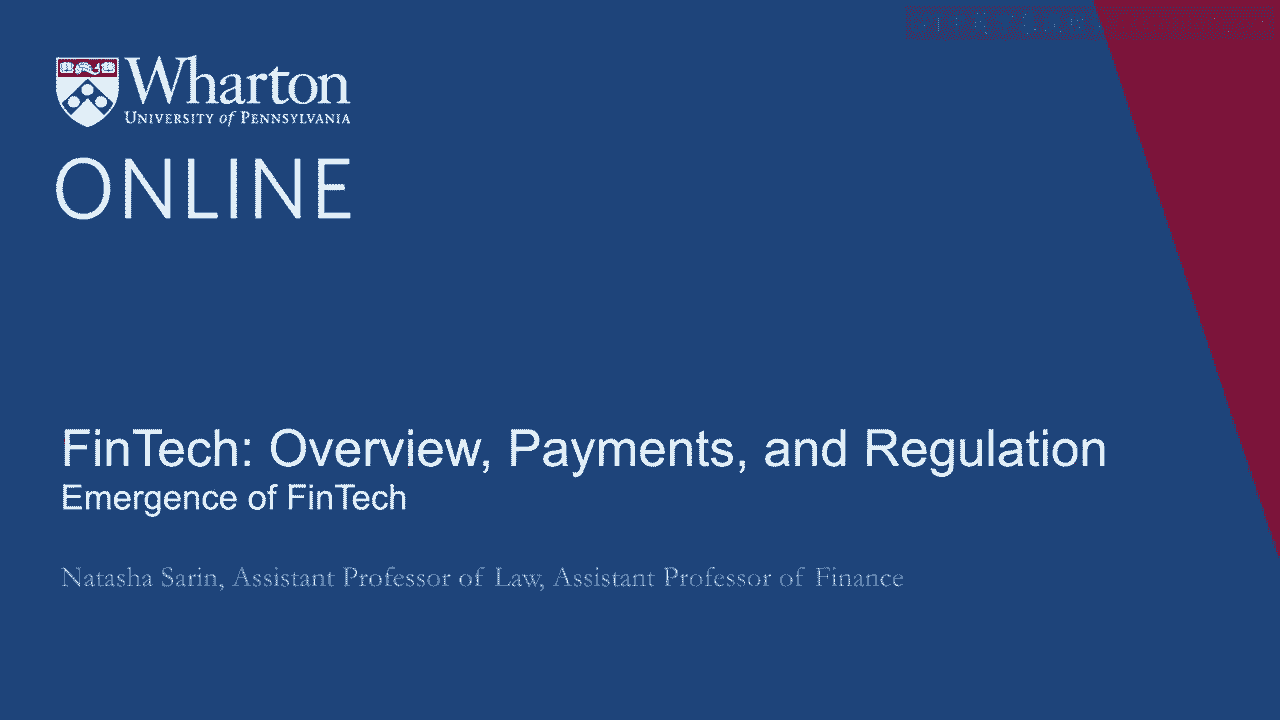 Wharton
UNIVERSITY of PENNSYLVANIA
ONLINE
FinTech: Overview, Payments, and Regulation
Emergence of FinTech
Natasha Sarin, Assistant Professor of Law, Assistant Professor of Finance